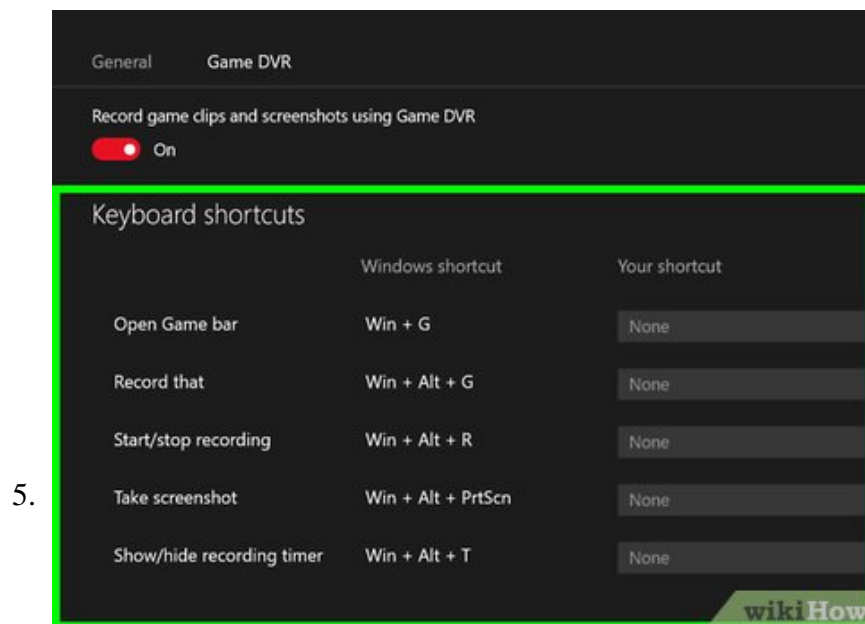 General Game DVR
Record game clips and screenshots using Game DVR
On
Keyboard shortcuts
Windows shortcut Your shortcut
Open Game bar Win + G None
Record that Win + Alt + G None
Start/stop recording Win + Alt + R None
5. Take screenshot Win + Alt + PrtScn None
Show/hide recording timer Win + Alt + T None
wikiHow